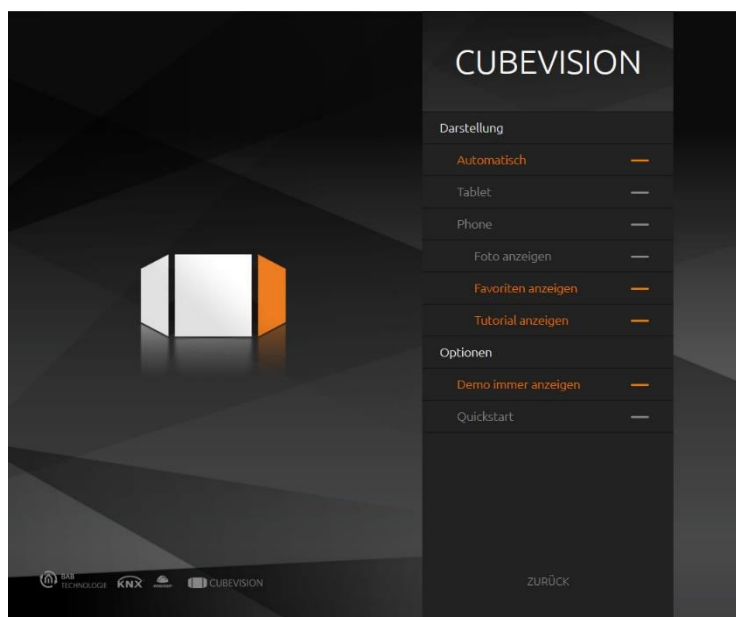 CUBEVISION
Darstellung
Automatisch
Tablet
Phone
Foto anzeigen
Favoriten anzeigen
Tutorial anzeigen
Optionen
Demo immer anzeigen
Quickstart
ZURÜCK
BAB
TECHNOLOGIE
KNX
CUBEVISION